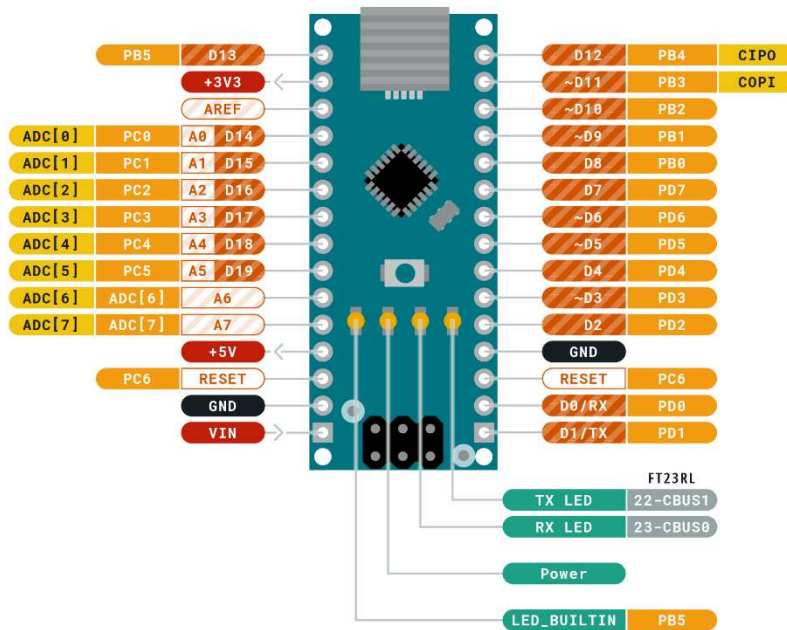 PB5 D13
+3V3
AREF
ADC[0] PC0 A0 D14
ADC[1] PC1 A1 D15
ADC[2] PC2 A2 D16
ADC[3] PC3 A3 D17
ADC[4] PC4 A4 D18
ADC[5] PC5 A5 D19
ADC[6] ADC[6] A6
ADC[7] ADC[7] A7
+5V
PC6 RESET
GND
VIN
D12 PB4 CIPO
~D11 PB3 COPI
~D10 PB2
~D9 PB1
D8 PB0
D7 PD7
~D6 PD6
~D5 PD5
D4 PD4
~D3 PD3
D2 PD2
GND
RESET PC6
D0/RX PD0
D1/TX PD1
FT23RL
TX LED 22-CBUS1
RX LED 23-CBUS0
Power
LED_BUILTIN PB5